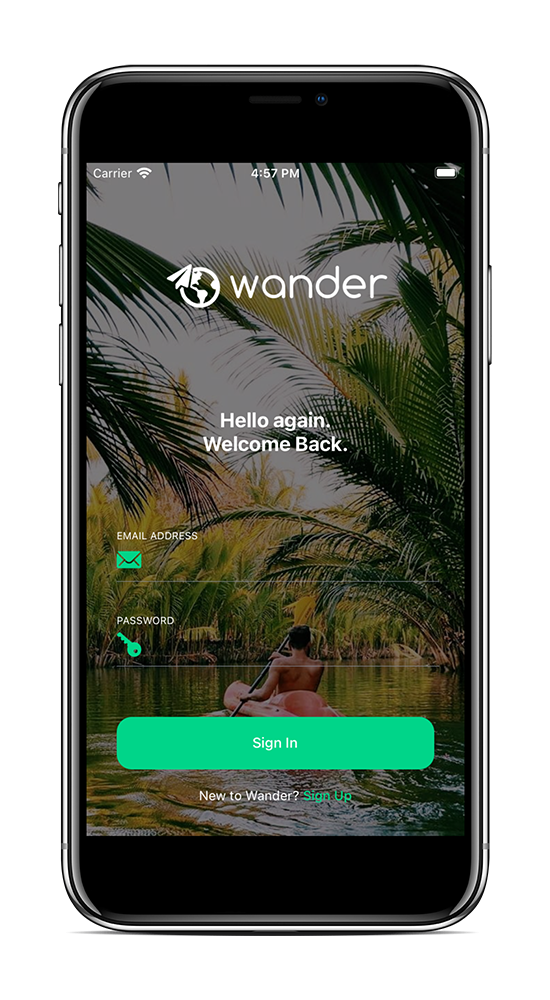 Carrier 4:57 PM
wander
Hello again.
Welcome Back.
EMAIL ADDRESS
PASSWORD
Sign In
New to Wander? Sign Up